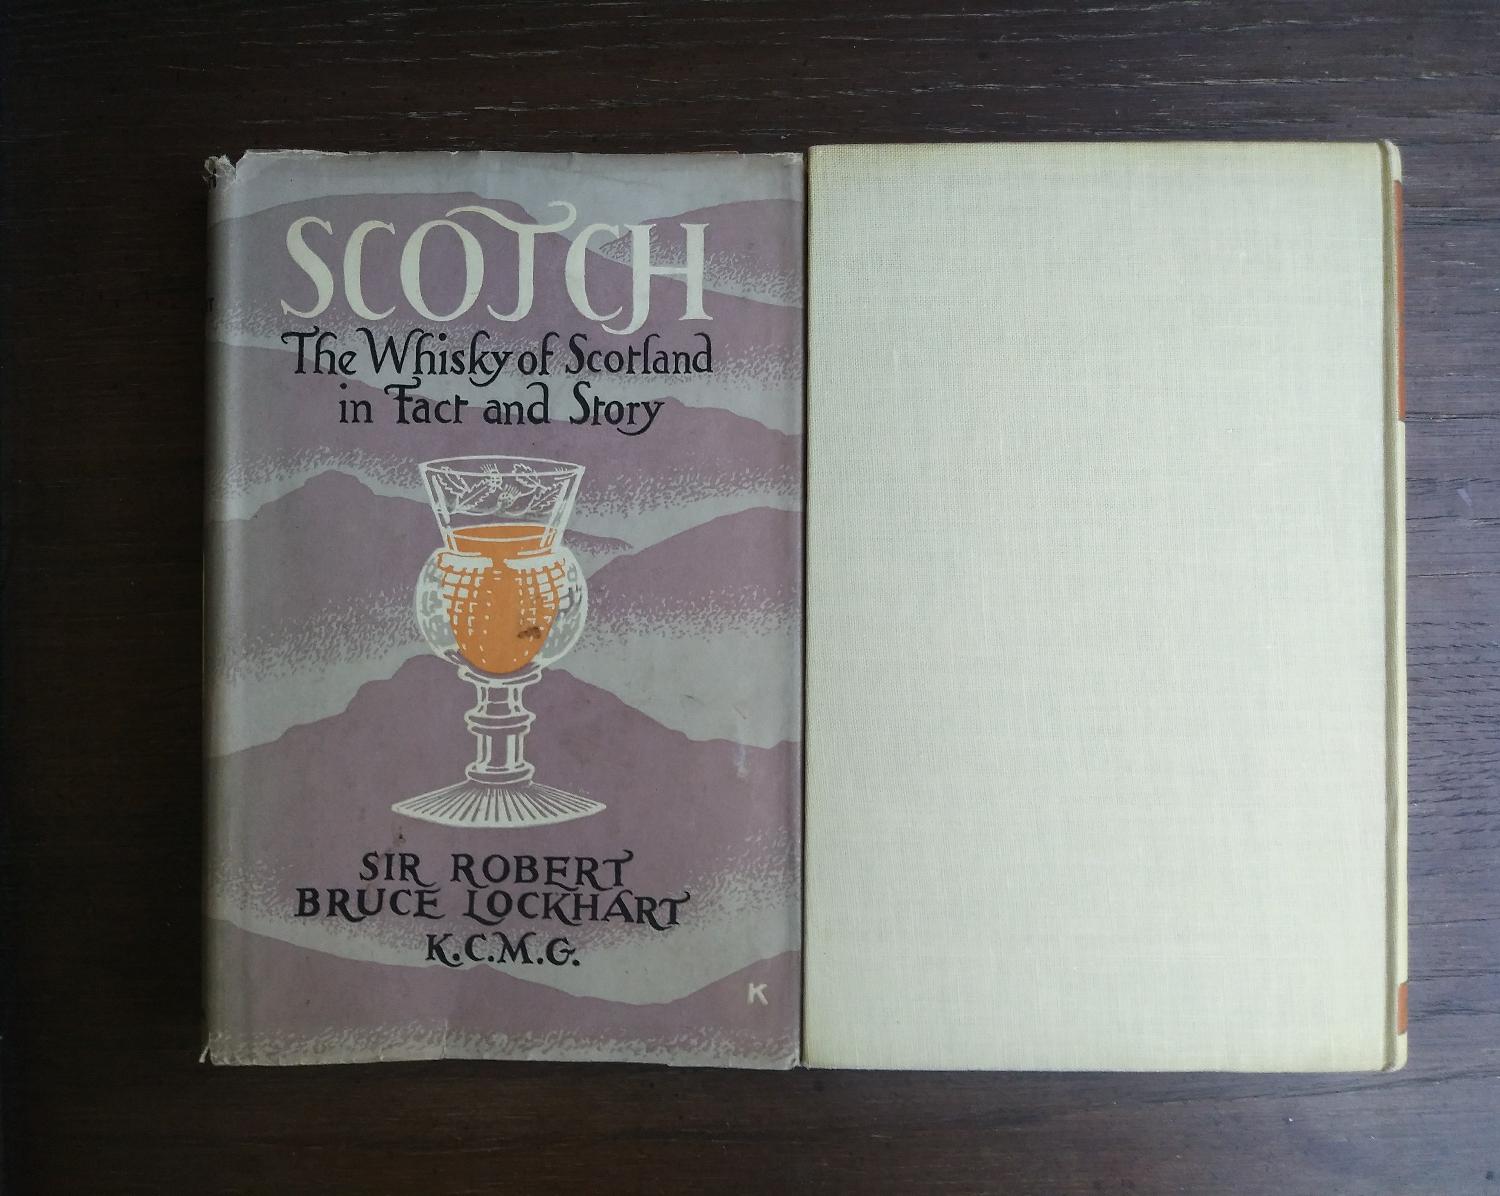 SCOTCH
The Whisky of Scotland
in Fact and Story
SIR ROBERT
BRUCE LOCKHART
K.C.M.G.
K